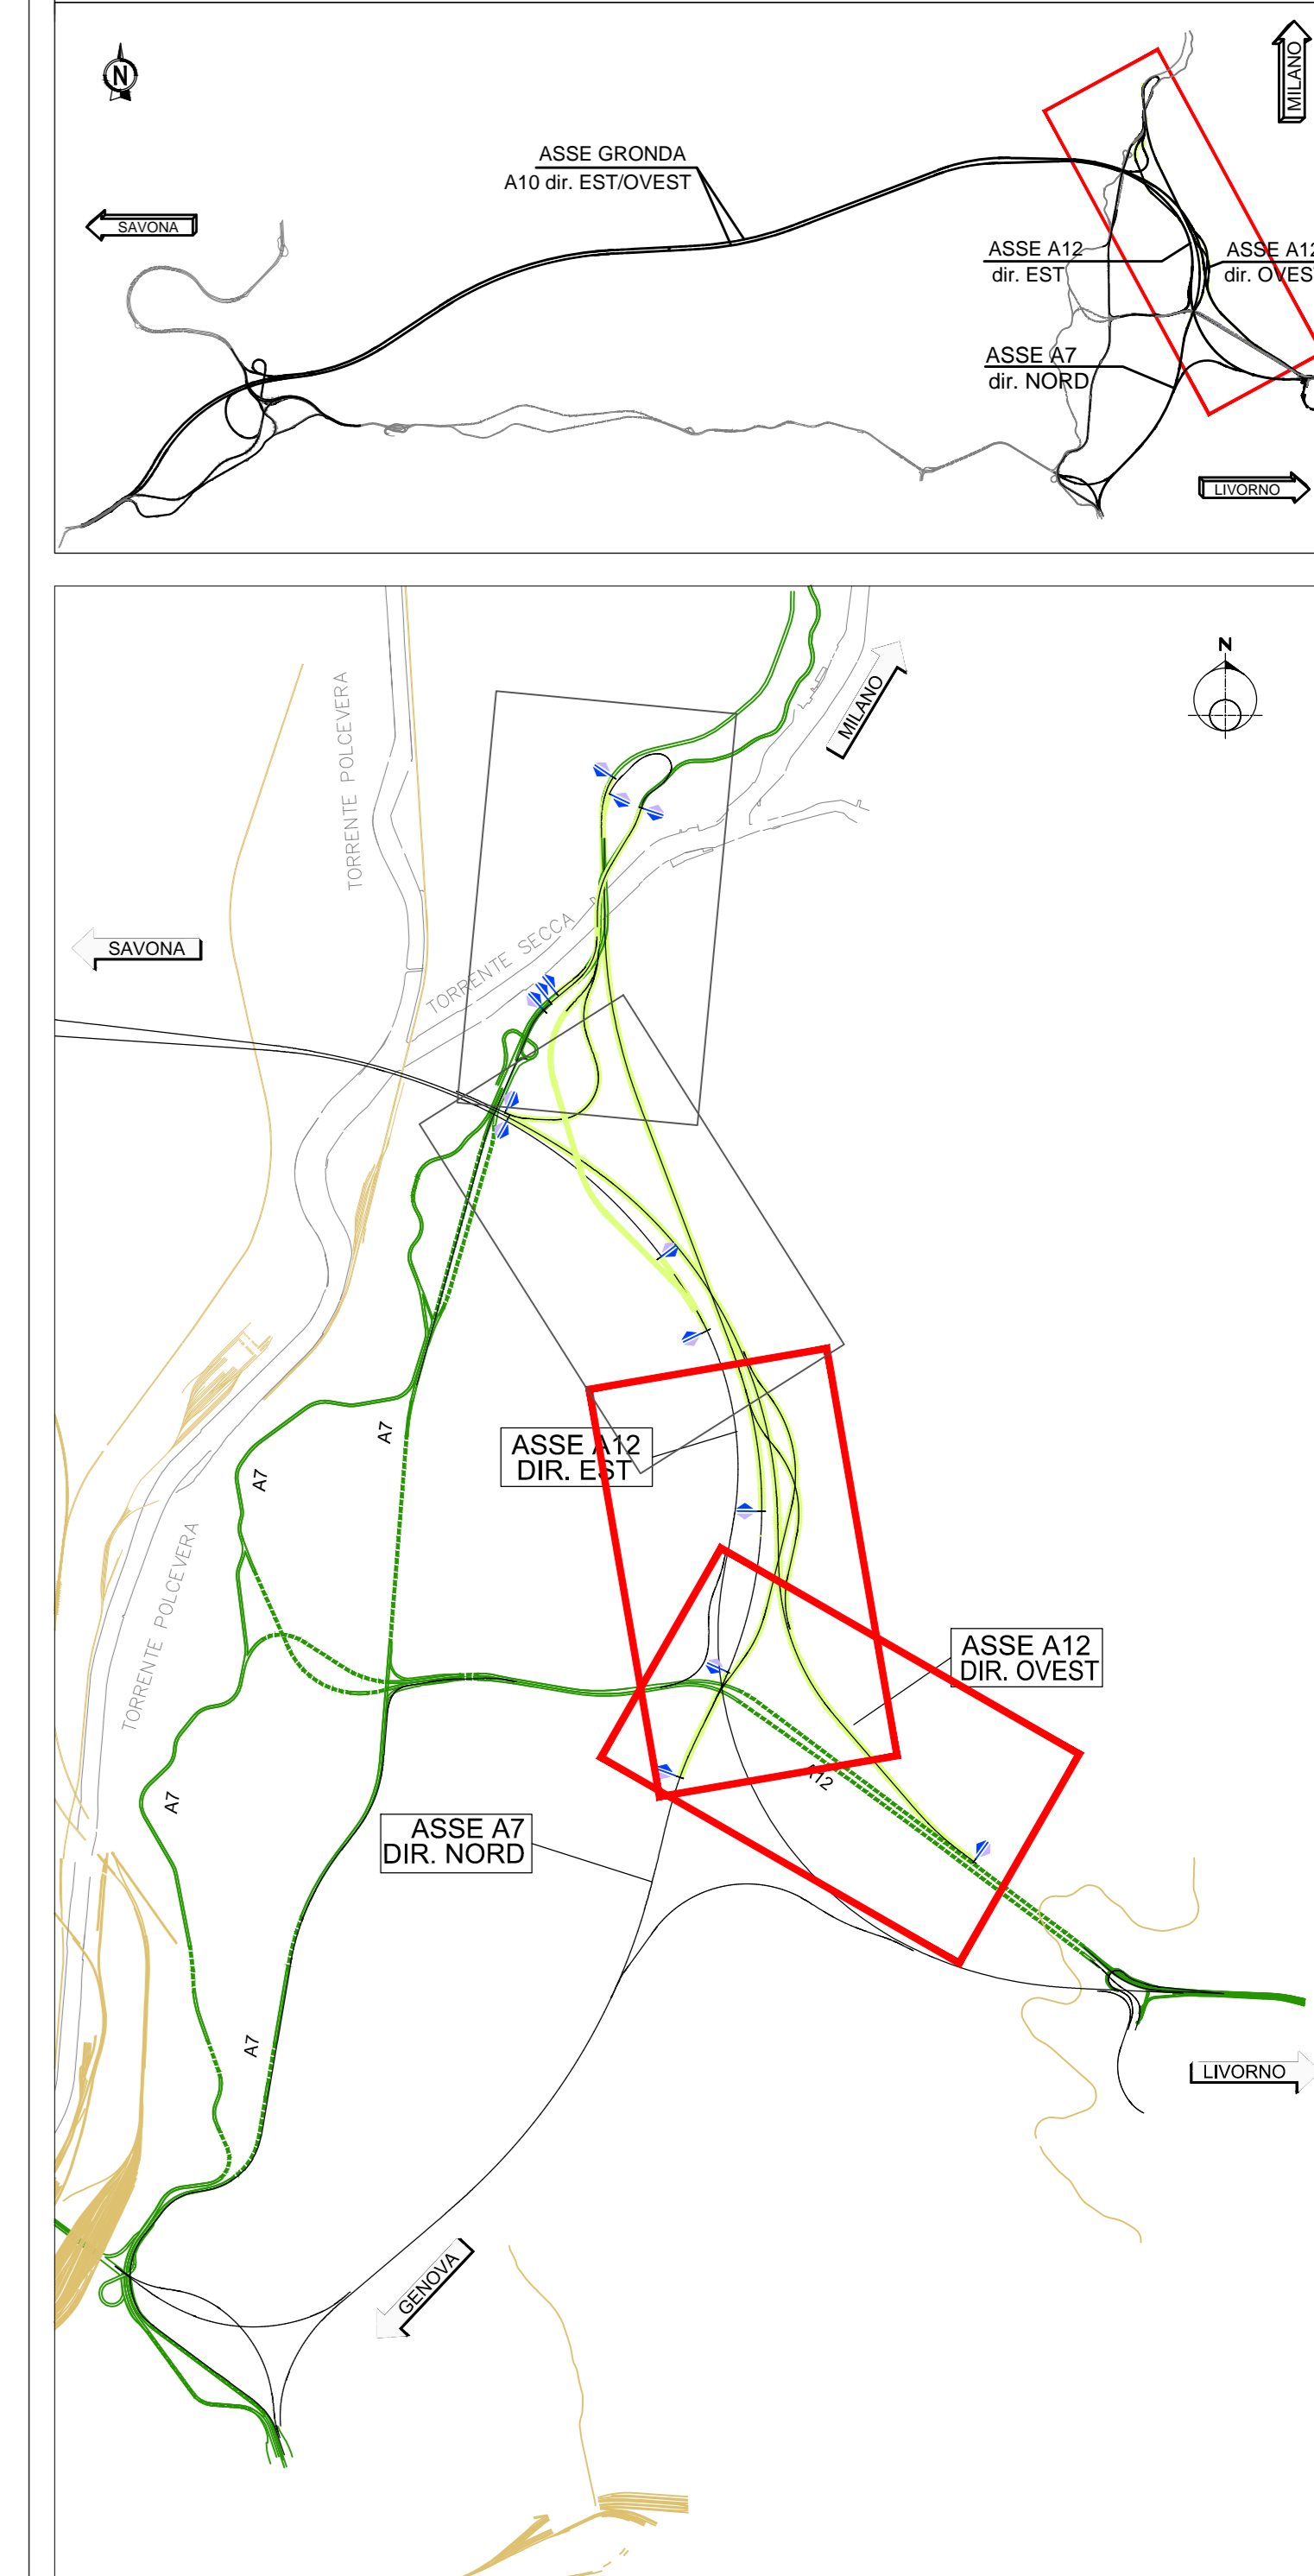 N
MILANO
ASSE GRONDA
A10 dir. EST/OVEST
SAVONA
ASSE A12
dir. EST
ASSE A12
dir. OVEST
ASSE A7
dir. NORD
LIVORNO
N
TORRENTE POLCEVERA
MILANO
SAVONA
TORRENTE SECCA
A7
ASSE A12
DIR. EST
A7
TORRENTE POLCEVERA
ASSE A12
DIR. OVEST
A12
A7
ASSE A7
DIR. NORD
A7
LIVORNO
GENOVA